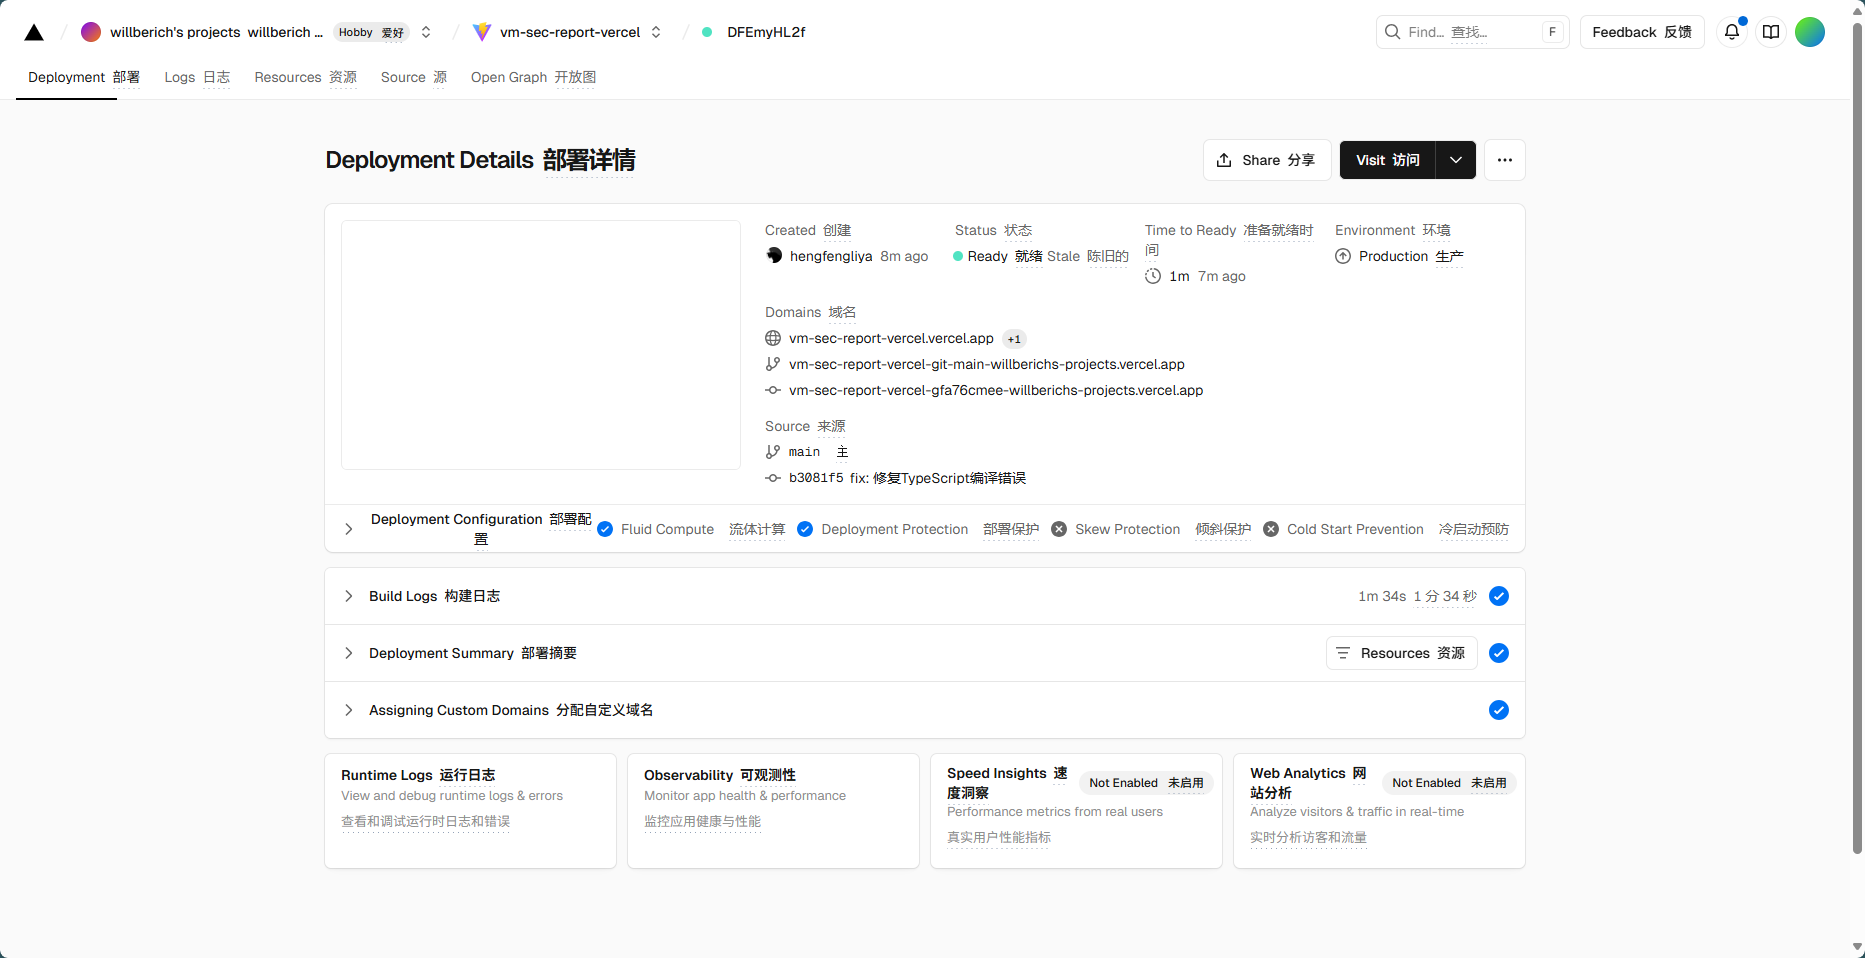 willberich's projects willberich ... Hobby 爱好 vm-sec-report-vercel DFEmyHL2f Find... 查找... F Feedback 反馈
Deployment 部署 Logs 日志 Resources 资源 Source 源 Open Graph 开放图
Deployment Details 部署详情 Share 分享 Visit 访问
Created 创建 Status 状态 Time to Ready 准备就绪时间 Environment 环境
hengfengliya 8m ago Ready 就绪 Stale 陈旧的 1m 7m ago Production 生产
Domains 域名
vm-sec-report-vercel.vercel.app +1
vm-sec-report-vercel-git-main-willberichs-projects.vercel.app
vm-sec-report-vercel-gfa76cmee-willberichs-projects.vercel.app
Source 来源
main 主
b3081f5 fix: 修复TypeScript编译错误
Deployment Configuration 部署配置 Fluid Compute 流体计算 Deployment Protection 部署保护 Skew Protection 倾斜保护 Cold Start Prevention 冷启动预防
Build Logs 构建日志 1m 34s 1 分 34 秒
Deployment Summary 部署摘要 Resources 资源
Assigning Custom Domains 分配自定义域名
Runtime Logs 运行日志
View and debug runtime logs & errors
查看和调试运行时日志和错误
Observability 可观测性
Monitor app health & performance
监控应用健康与性能
Speed Insights 速度洞察 Not Enabled 未启用
Performance metrics from real users
真实用户性能指标
Web Analytics 网站分析 Not Enabled 未启用
Analyze visitors & traffic in real-time
实时分析访客和流量